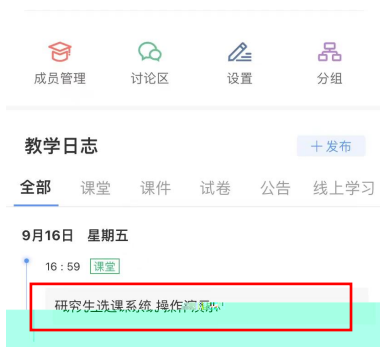 成员管理 讨论区 设置 分组
教学日志 +发布
全部 课堂 课件 试卷 公告 线上学习
9月16日 星期五
16:59 课堂
研究生选课系统 操作演